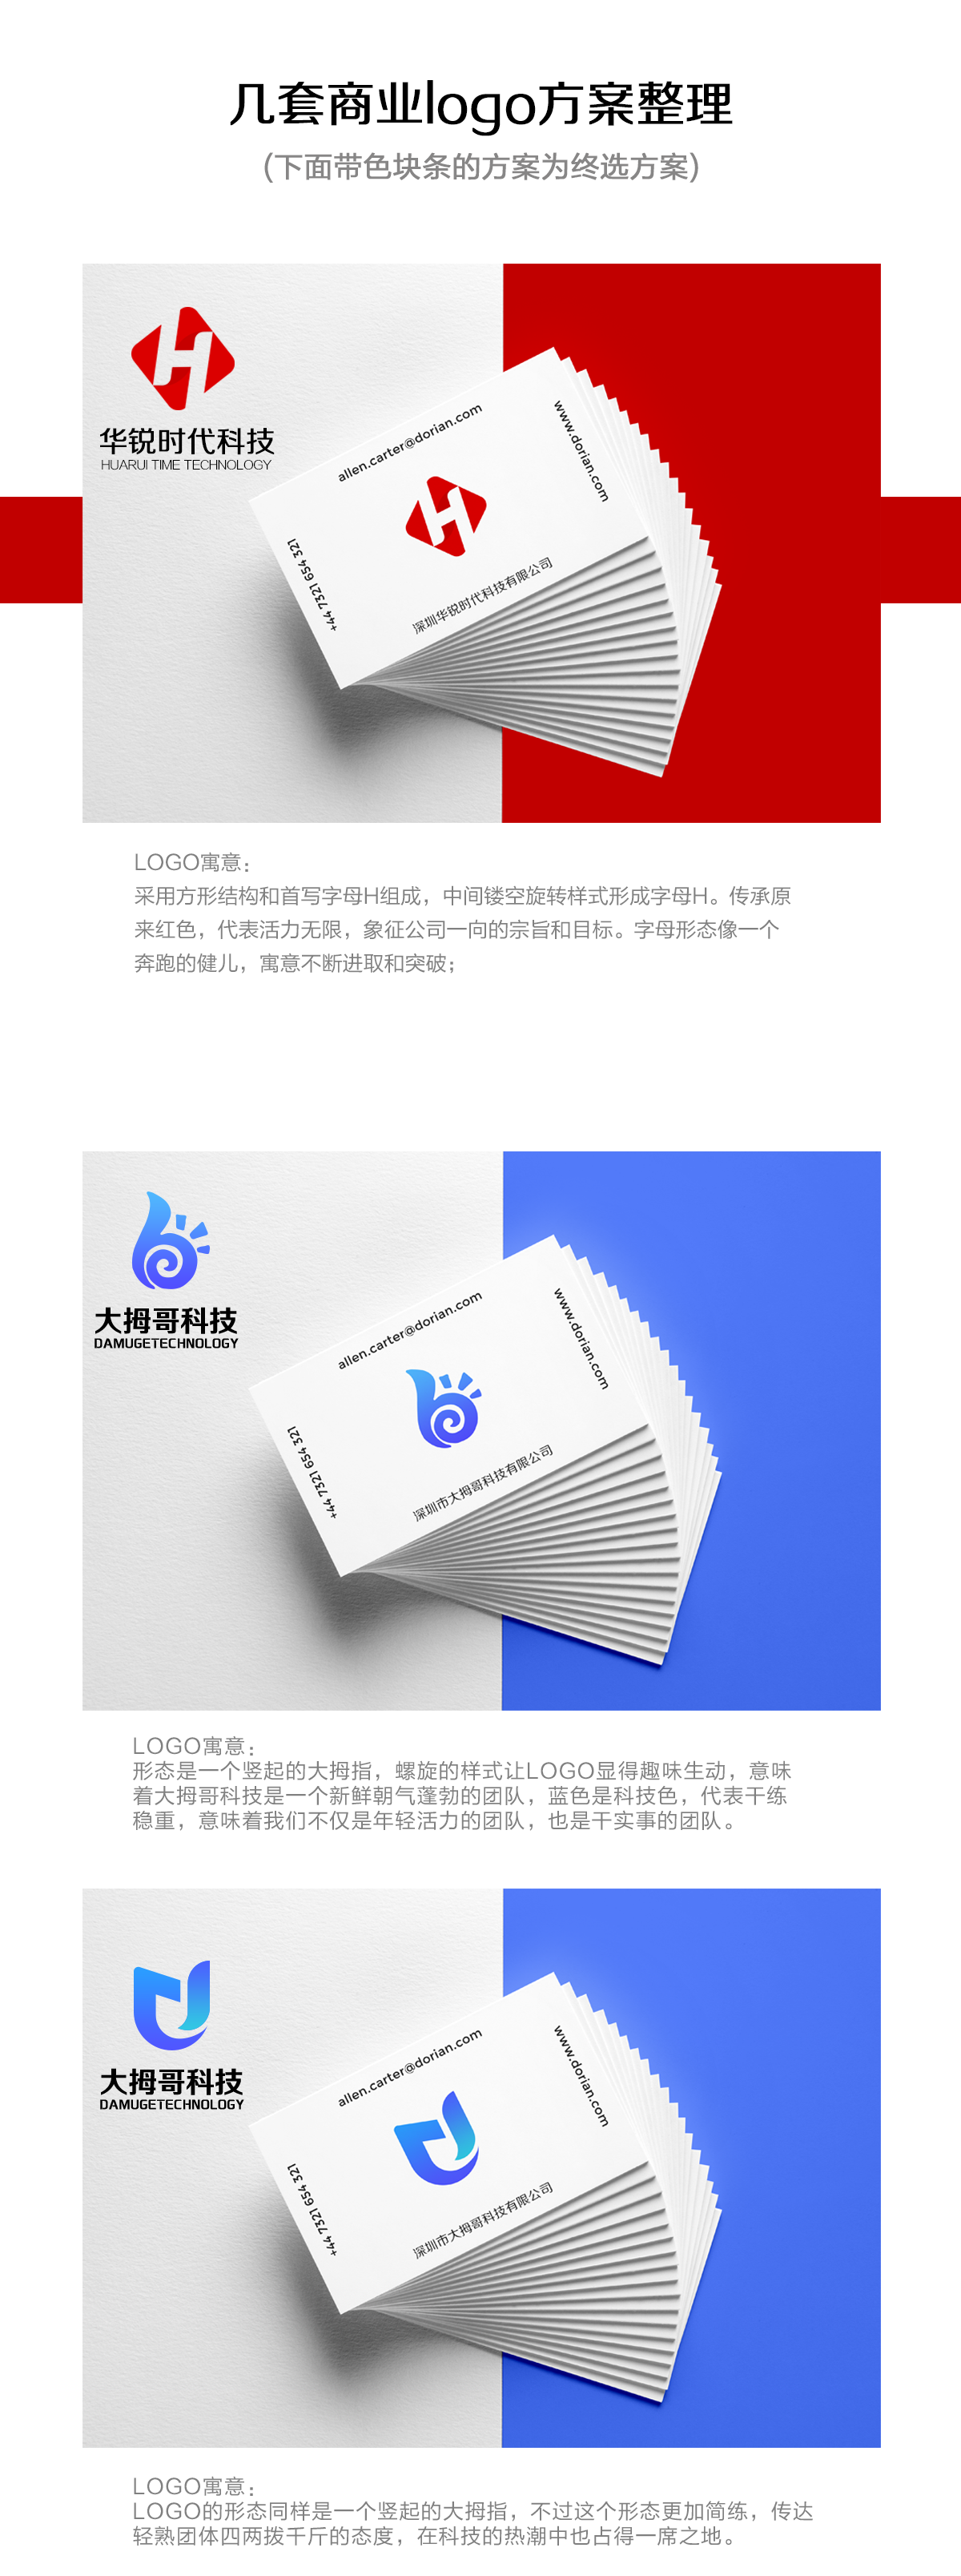 几套商业logo方案整理
(下面带色块条的方案为终选方案)
华锐时代科技
HUARUI TIME TECHNOLOGY
allen.carter@dorian.com
www.dorian.com
+44 7321 654 321
深圳华锐时代科技有限公司
LOGO寓意：
采用方形结构和首写字母H组成，中间镂空旋转样式形成字母H。传承原
来红色，代表活力无限，象征公司一向的宗旨和目标。字母形态像一个
奔跑的健儿，寓意不断进取和突破；
大拇哥科技
DAMUGETECHNOLOGY
allen.carter@dorian.com
www.dorian.com
+44 7321 654 321
深圳市大拇哥科技有限公司
LOGO寓意：
形态是一个竖起的大拇指，螺旋的样式让LOGO显得趣味生动，意味
着大拇哥科技是一个新鲜朝气蓬勃的团队，蓝色是科技色，代表干练
稳重，意味着我们不仅是年轻活力的团队，也是干实事的团队。
大拇哥科技
DAMUGETECHNOLOGY
allen.carter@dorian.com
www.dorian.com
+44 7321 654 321
深圳市大拇哥科技有限公司
LOGO寓意：
LOGO的形态同样是一个竖起的大拇指，不过这个形态更加简练，传达
轻熟团体四两拨千斤的态度，在科技的热潮中也占得一席之地。